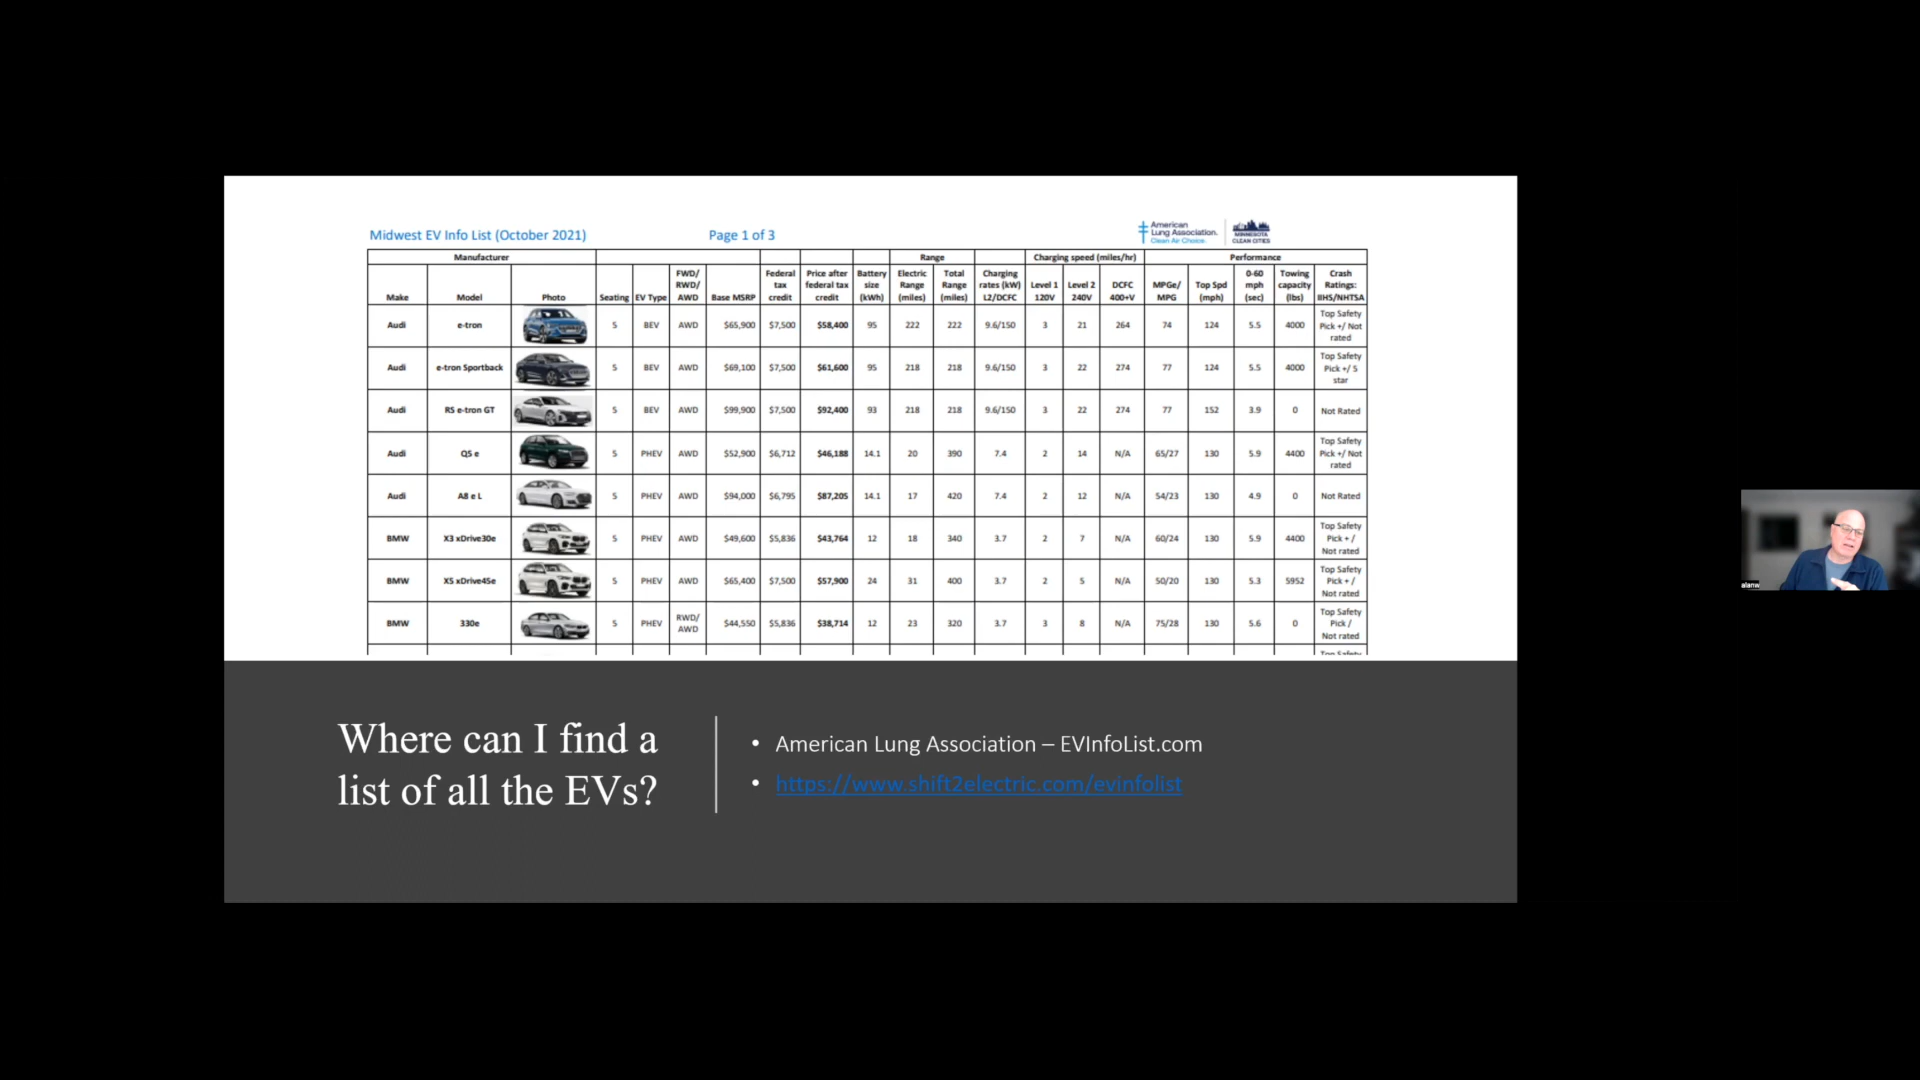 Midwest EV Info List (October 2021) Page 1 of 3
American Lung Association.
Clean Air Choice.
MINNESOTA
CLEAN CITIES
Manufacturer Range Charging speed (miles/hr) Performance
Make Model Photo Seating EV Type FWD/ RWD/ AWD Base MSRP Federal tax credit Price after federal tax credit Battery size (kWh) Electric Range (miles) Total Range (miles) Charging rates (kW) L2/DCFC Level 1 120V Level 2 240V DCFC 400+V MPGe/ MPG Top Spd (mph) 0-60 mph (sec) Towing capacity (lbs) Crash Ratings: IIHS/NHTSA
Audi e-tron 5 BEV AWD $65,900 $7,500 $58,400 95 222 222 9.6/150 3 21 264 74 124 5.5 4000 Top Safety Pick +/ Not rated
Audi e-tron Sportback 5 BEV AWD $69,100 $7,500 $61,600 95 218 218 9.6/150 3 22 274 77 124 5.5 4000 Top Safety Pick +/ 5 star
Audi RS e-tron GT 5 BEV AWD $99,900 $7,500 $92,400 93 218 218 9.6/150 3 22 274 77 152 3.9 0 Not Rated
Audi Q5 e 5 PHEV AWD $52,900 $6,712 $46,188 14.1 20 390 7.4 2 14 N/A 65/27 130 5.9 4400 Top Safety Pick +/ Not rated
Audi A8 e L 5 PHEV AWD $94,000 $6,795 $87,205 14.1 17 420 7.4 2 12 N/A 54/23 130 4.9 0 Not Rated
BMW X3 xDrive30e 5 PHEV AWD $49,600 $5,836 $43,764 12 18 340 3.7 2 7 N/A 60/24 130 5.9 4400 Top Safety Pick + / Not rated
BMW X5 xDrive45e 5 PHEV AWD $65,400 $7,500 $57,900 24 31 400 3.7 2 5 N/A 50/20 130 5.3 5952 Top Safety Pick + / Not rated
BMW 330e 5 PHEV RWD/ AWD $44,550 $5,836 $38,714 12 23 320 3.7 3 8 N/A 75/28 130 5.6 0 Top Safety Pick / Not rated
Top Safety
Where can I find a
list of all the EVs?
• American Lung Association – EVInfoList.com
• https://www.shift2electric.com/evinfolist
alanw